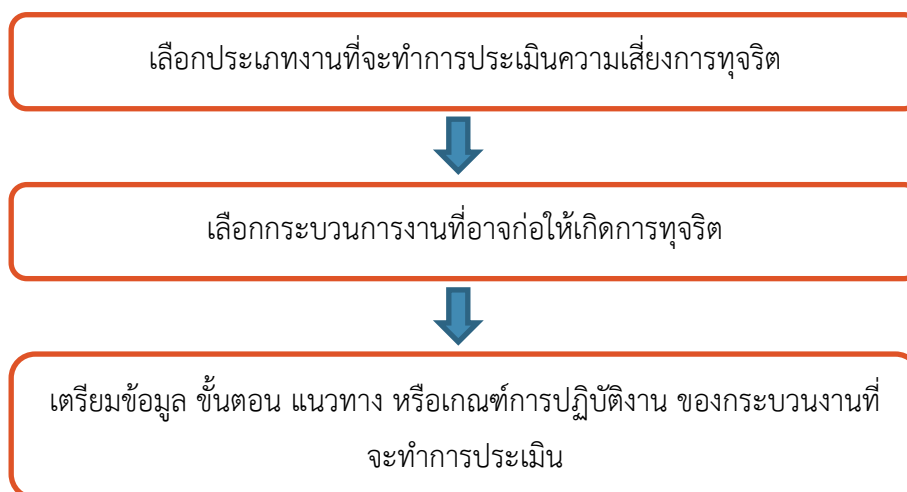 เลือกประเภทงานที่จะทำการประเมินความเสี่ยงการทุจริต
เลือกกระบวนการงานที่อาจก่อให้เกิดการทุจริต
เตรียมข้อมูล ขั้นตอน แนวทาง หรือเกณฑ์การปฏิบัติงาน ของกระบวนงานที่
จะทำการประเมิน